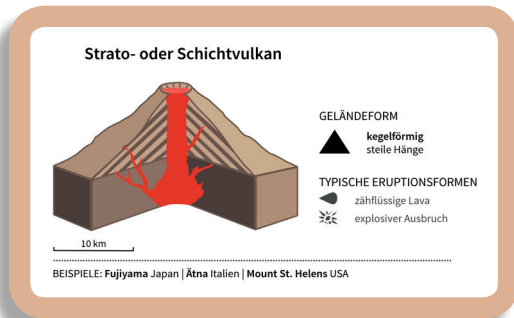 Strato- oder Schichtvulkan
GELÄNDEFORM
kegelförmig
steile Hänge
TYPISCHE ERUPTIONSFORMEN
zähflüssige Lava
explosiver Ausbruch
10 km
BEISPIELE: Fujiyama Japan | Ätna Italien | Mount St. Helens USA